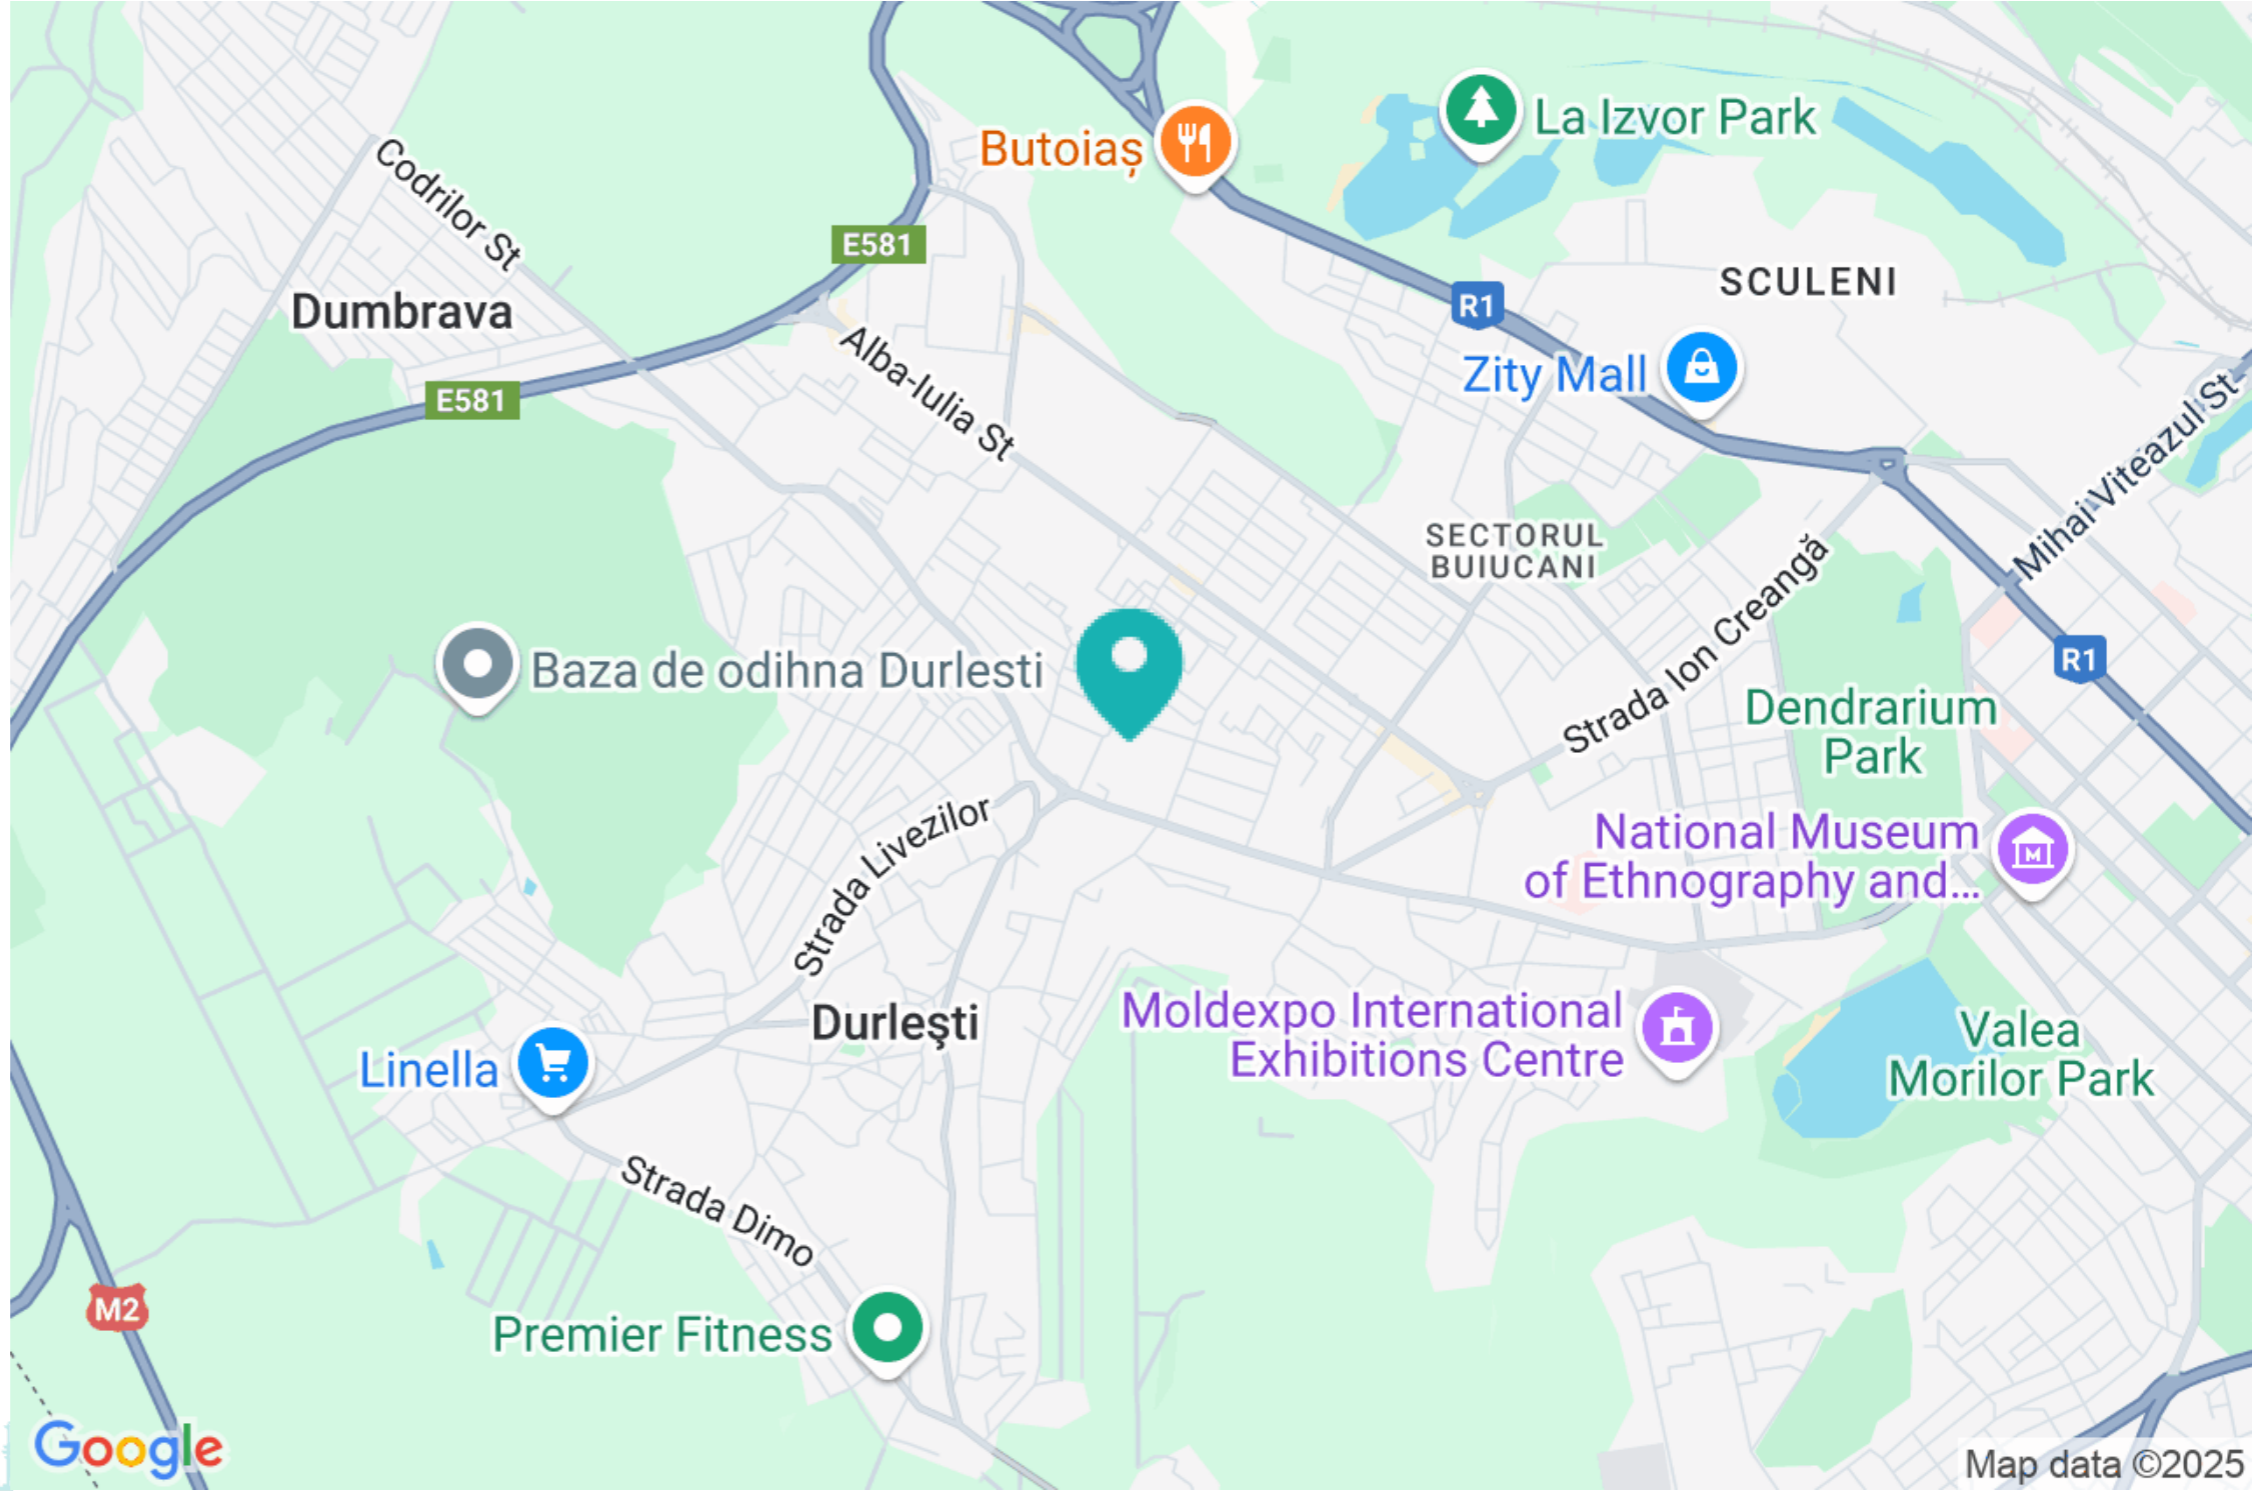 La Izvor Park
Butoiaș
Codrilor St
E581
SCULENI
Dumbrava
R1
Alba-Iulia St
Zity Mall
E581
Mihai Viteazul St
SECTORUL
BUIUCANI
Strada Ion Creangă
Baza de odihna Durlesti
R1
Dendrarium
Park
Strada Livezilor
National Museum
of Ethnography and...
Moldexpo International
Exhibitions Centre
Durleşti
Valea
Morilor Park
Linella
Strada Dimo
M2
Premier Fitness
Google
Map data ©2025